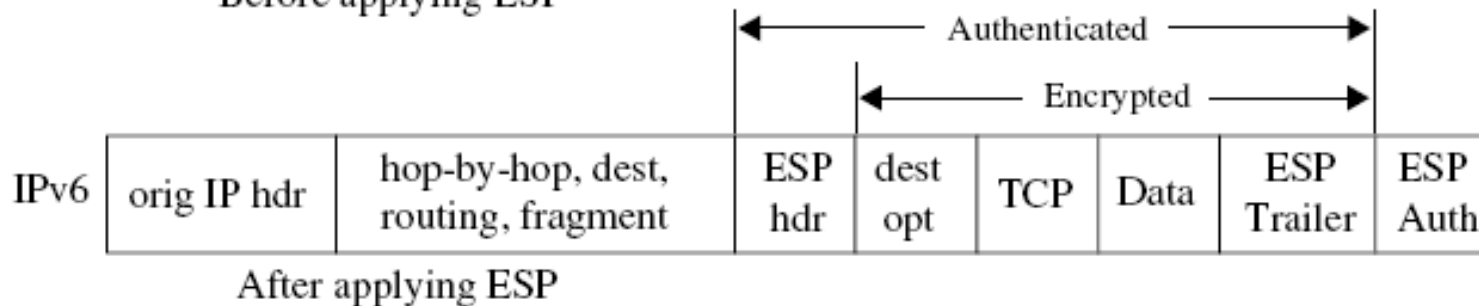 Before applying ESP
Authenticated
Encrypted
IPv6
orig IP hdr
hop-by-hop, dest,
routing, fragment
ESP
hdr
dest
opt
TCP
Data
ESP
Trailer
ESP
Auth
After applying ESP